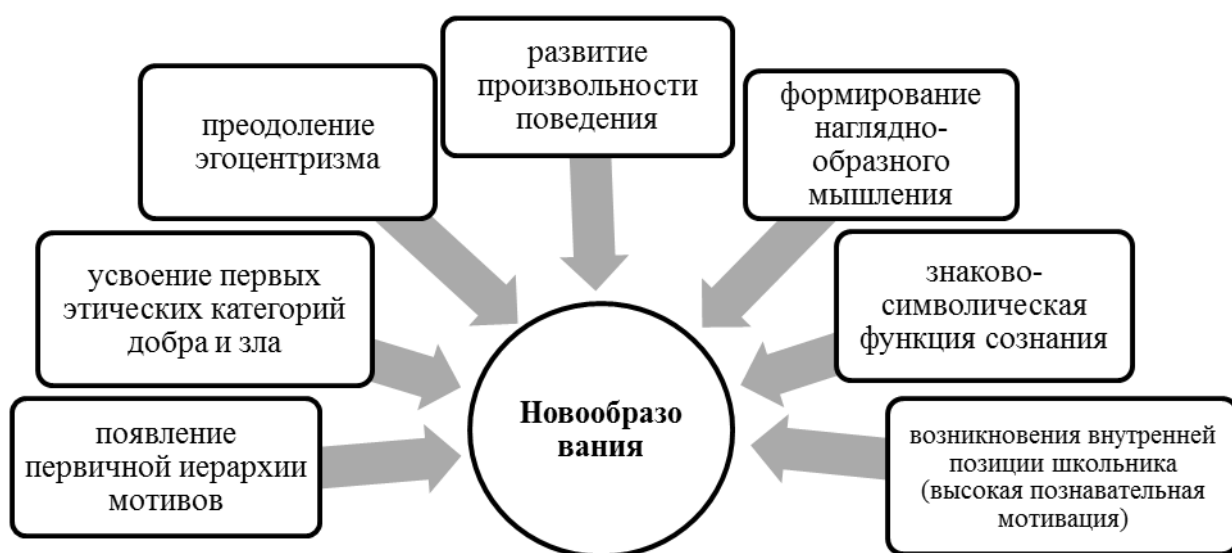 развитие
произвольности
поведения
преодоление
эгоцентризма
формирование
наглядно-
образного
мышления
усвоение первых
этических категорий
добра и зла
знаково-
символическая
функция сознания
появление
первичной иерархии
мотивов
Новообразо
вания
возникновения внутренней
позиции школьника
(высокая познавательная
мотивация)